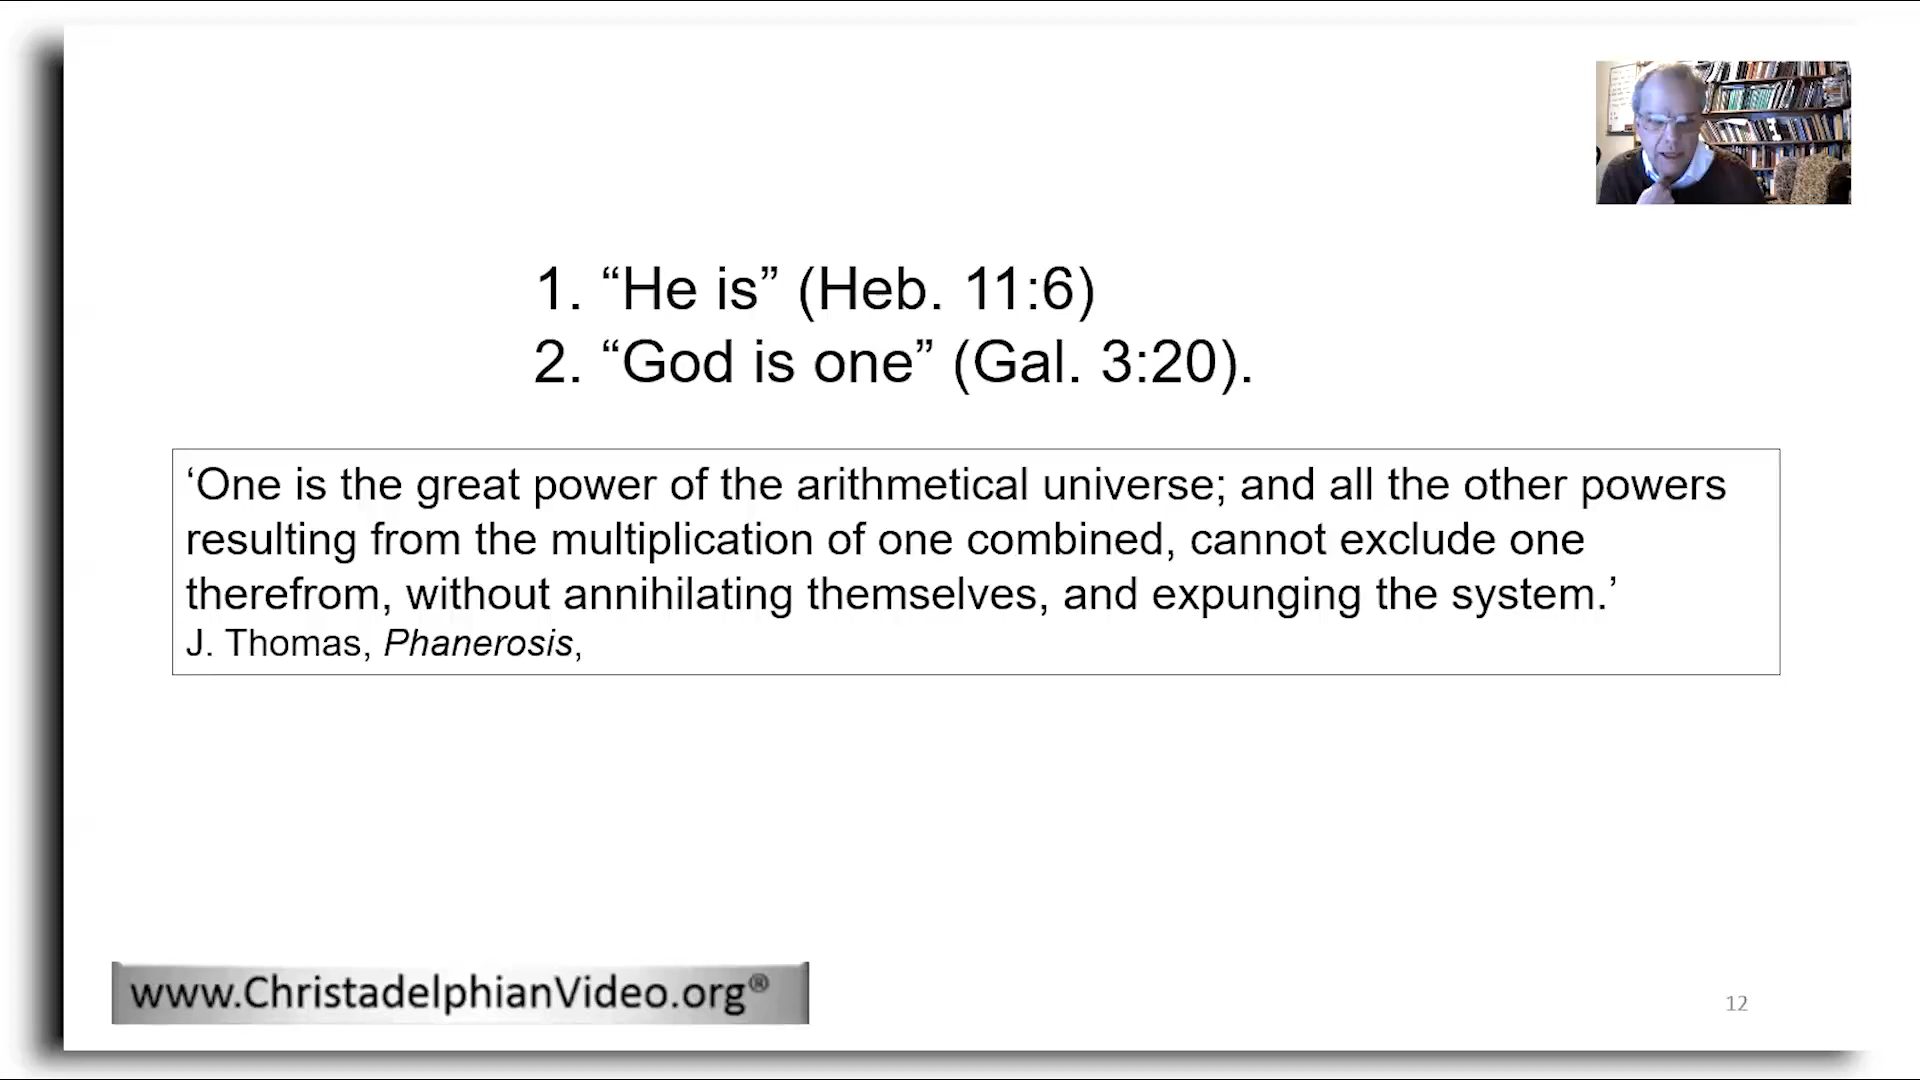 1. “He is” (Heb. 11:6)
2. “God is one” (Gal. 3:20).
‘One is the great power of the arithmetical universe; and all the other powers
resulting from the multiplication of one combined, cannot exclude one
therefrom, without annihilating themselves, and expunging the system.’
J. Thomas, Phanerosis,
www.ChristadelphianVideo.org®
12